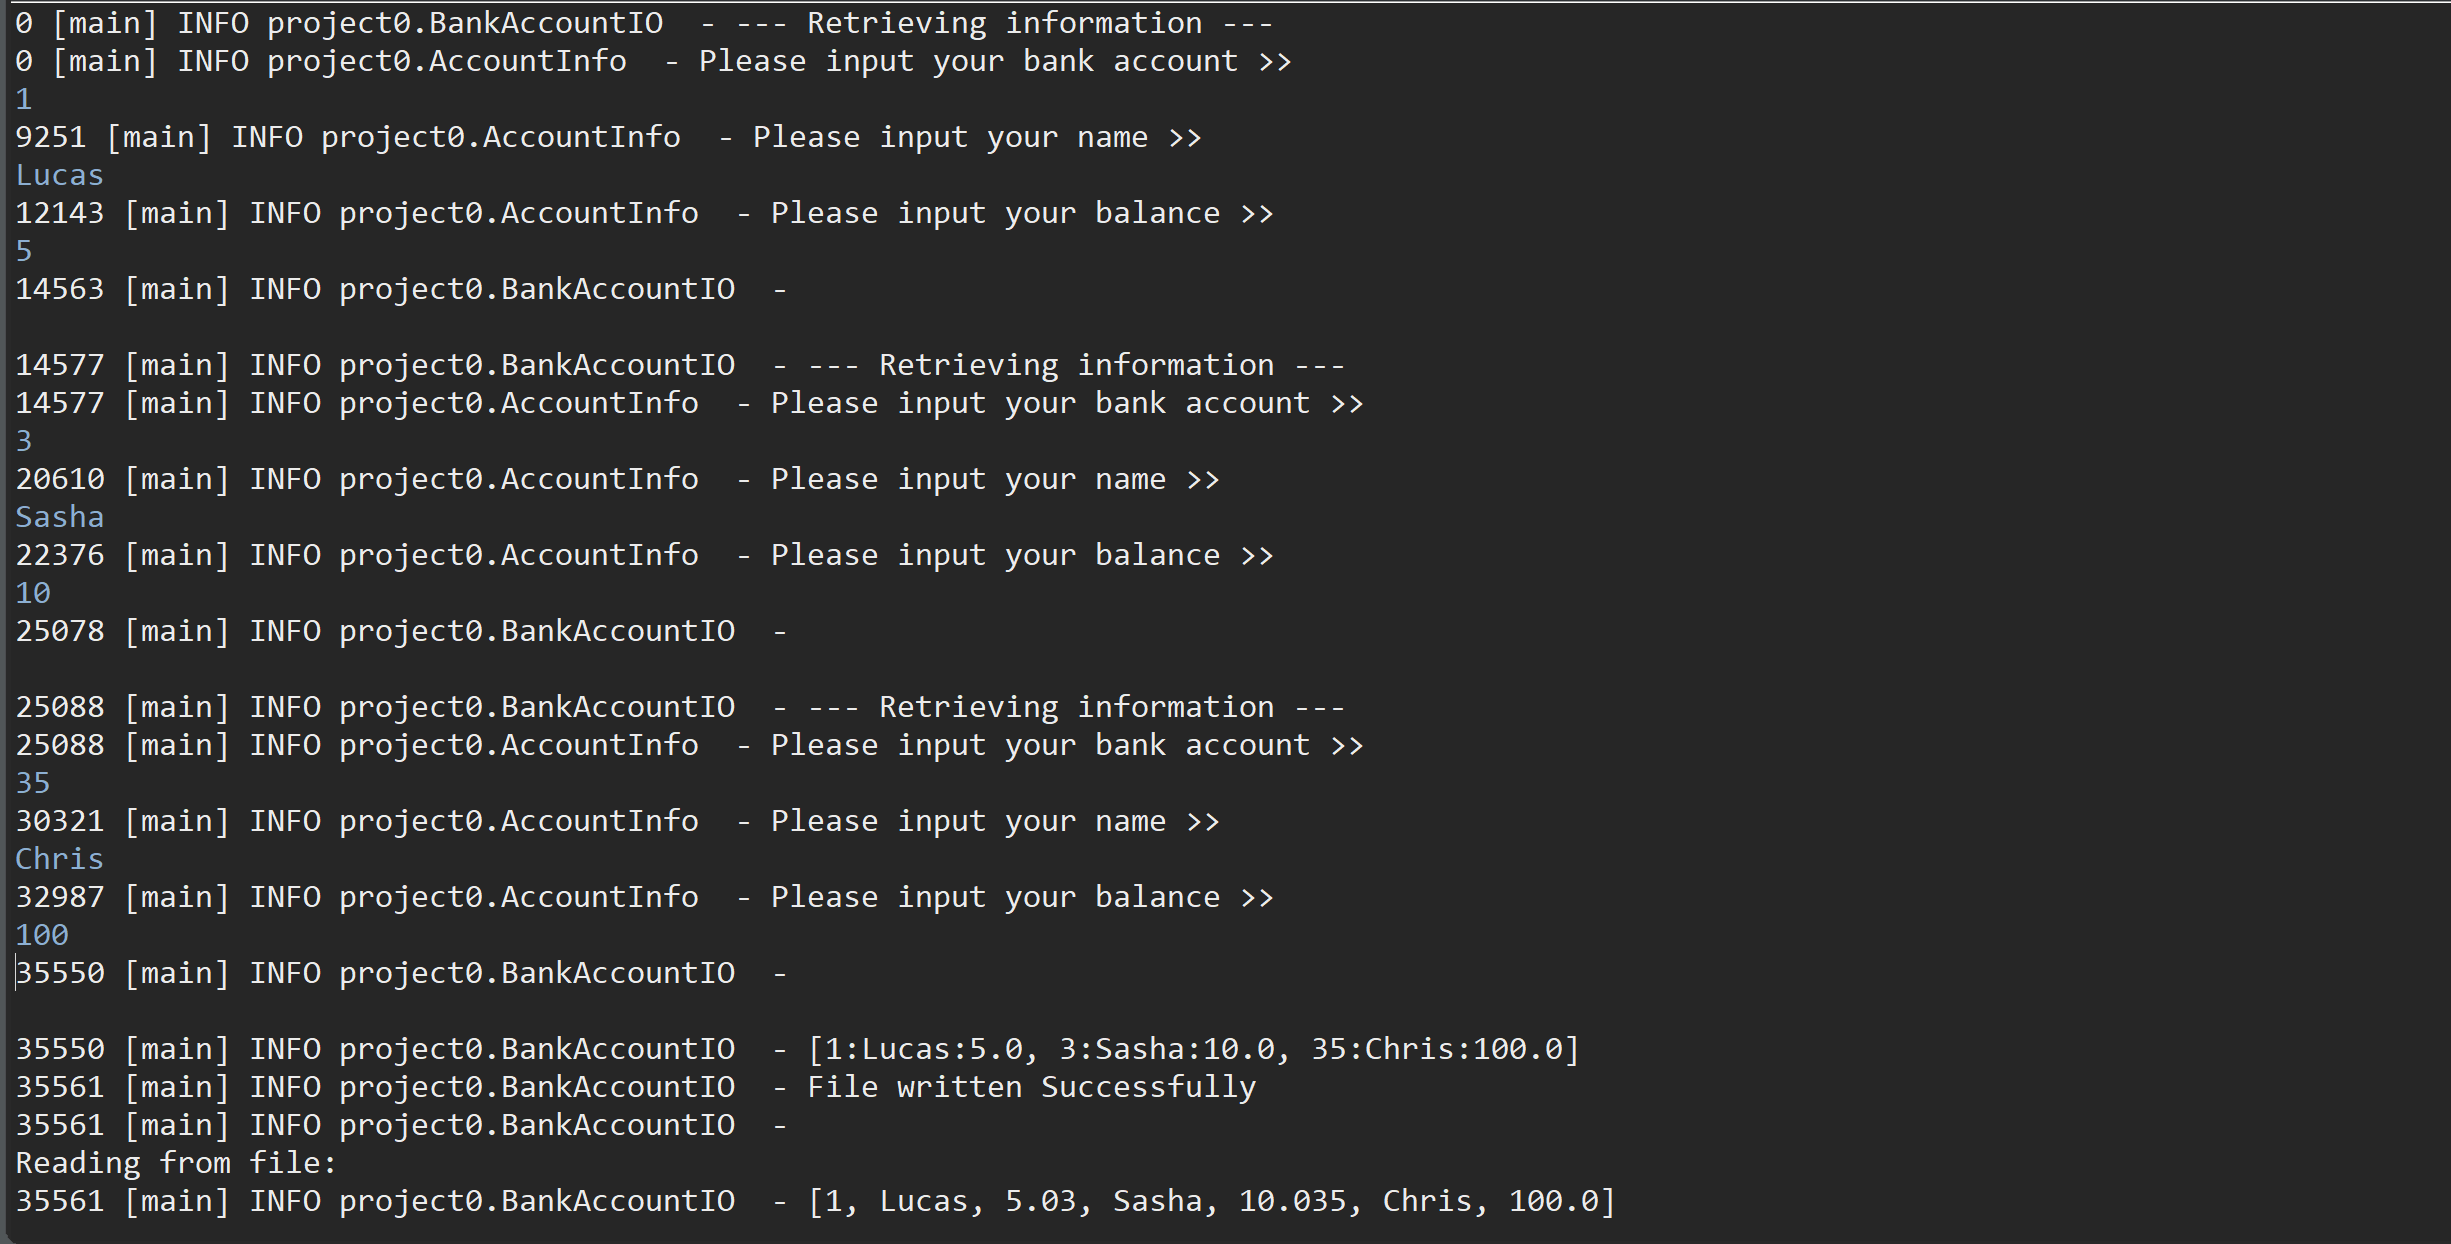 0 [main] INFO project0.BankAccountIO  - --- Retrieving information ---
0 [main] INFO project0.AccountInfo  - Please input your bank account >>
1
9251 [main] INFO project0.AccountInfo  - Please input your name >>
Lucas
12143 [main] INFO project0.AccountInfo  - Please input your balance >>
5
14563 [main] INFO project0.BankAccountIO  -
14577 [main] INFO project0.BankAccountIO  - --- Retrieving information ---
14577 [main] INFO project0.AccountInfo  - Please input your bank account >>
3
20610 [main] INFO project0.AccountInfo  - Please input your name >>
Sasha
22376 [main] INFO project0.AccountInfo  - Please input your balance >>
10
25078 [main] INFO project0.BankAccountIO  -
25088 [main] INFO project0.BankAccountIO  - --- Retrieving information ---
25088 [main] INFO project0.AccountInfo  - Please input your bank account >>
35
30321 [main] INFO project0.AccountInfo  - Please input your name >>
Chris
32987 [main] INFO project0.AccountInfo  - Please input your balance >>
100
35550 [main] INFO project0.BankAccountIO  -
35550 [main] INFO project0.BankAccountIO  - [1:Lucas:5.0, 3:Sasha:10.0, 35:Chris:100.0]
35561 [main] INFO project0.BankAccountIO  - File written Successfully
35561 [main] INFO project0.BankAccountIO  -
Reading from file:
35561 [main] INFO project0.BankAccountIO  - [1, Lucas, 5.03, Sasha, 10.035, Chris, 100.0]